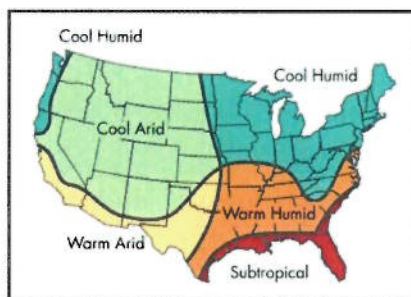 Cool Humid
Cool Humid
Cool Arid
Warm Humid
Warm Arid
Subtropical